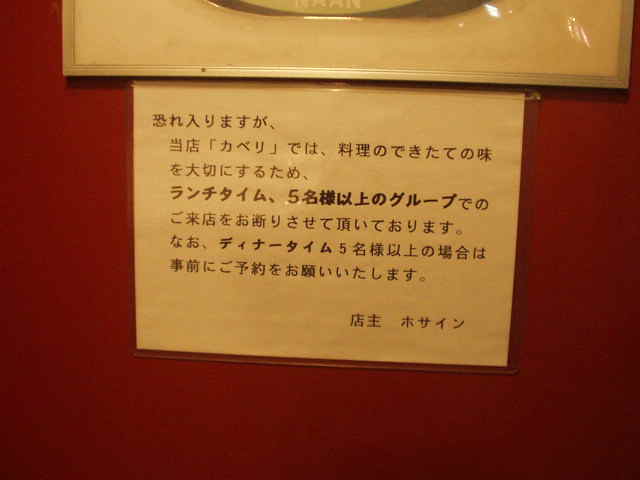 NAAN
恐れ入りますが、
当店「カベリ」では、料理のできたての味
を大切にするため、
ランチタイム、５名様以上のグループでの
ご来店をお断りさせて頂いております。
なお、ディナータイム５名様以上の場合は
事前にご予約をお願いいたします。
店主　ホサイン